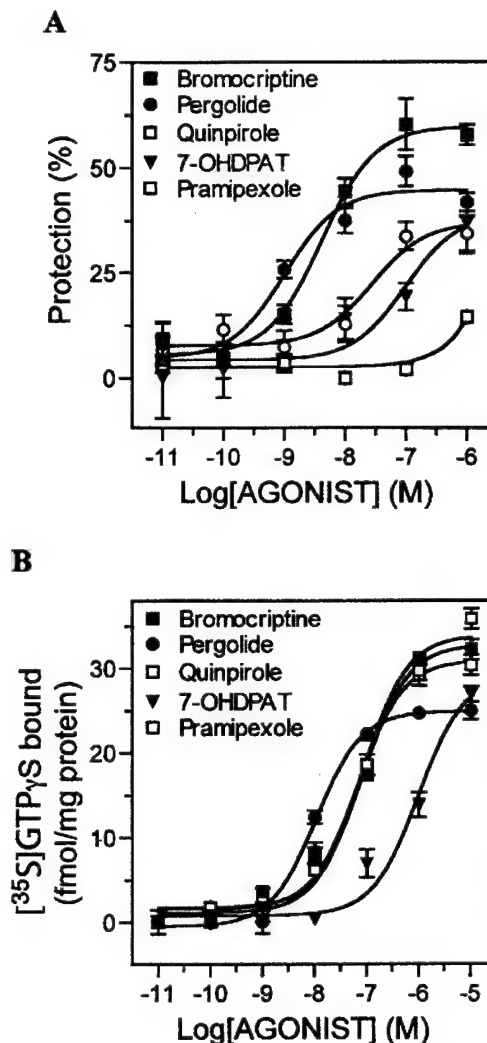 A
75
50
25
0
Protection (%)
Bromocriptine
Pergolide
Quinpirole
7-OHDPAT
Pramipexole
-11 -10 -9 -8 -7 -6
Log[AGONIST] (M)
B
30
20
10
0
[³⁵S]GTPγS bound
(fmol/mg protein)
Bromocriptine
Pergolide
Quinpirole
7-OHDPAT
Pramipexole
-11 -10 -9 -8 -7 -6 -5
Log[AGONIST] (M)